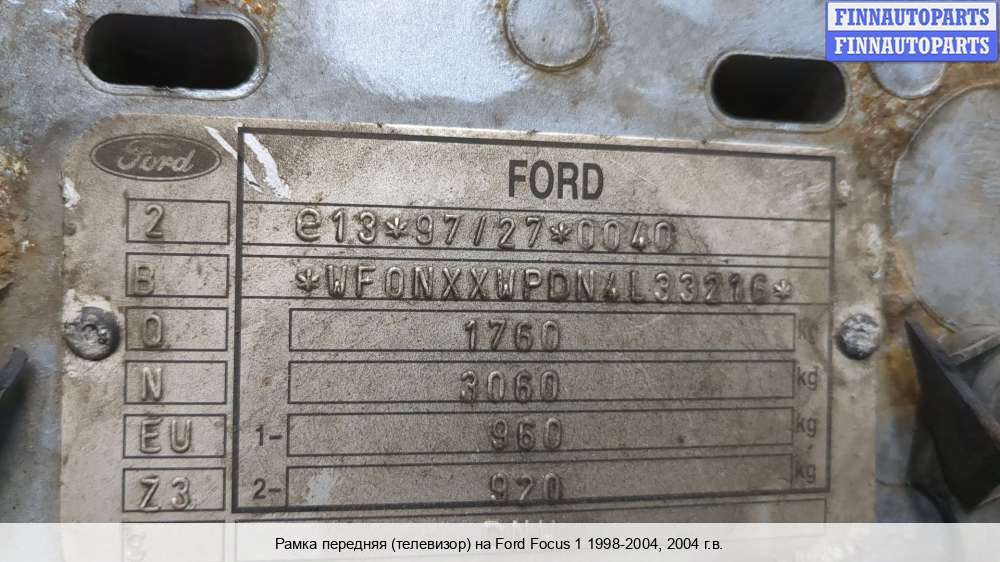 FINNAUTOPARTS
FINNAUTOPARTS
Ford
FORD
2 e13*97/27*0040
B *WF0NXXWPDN4L33216*
0 1760 kg
N 3060 kg
EU 1- 960 kg
Z3 2- 920 kg
Рамка передняя (телевизор) на Ford Focus 1 1998-2004, 2004 г.в.